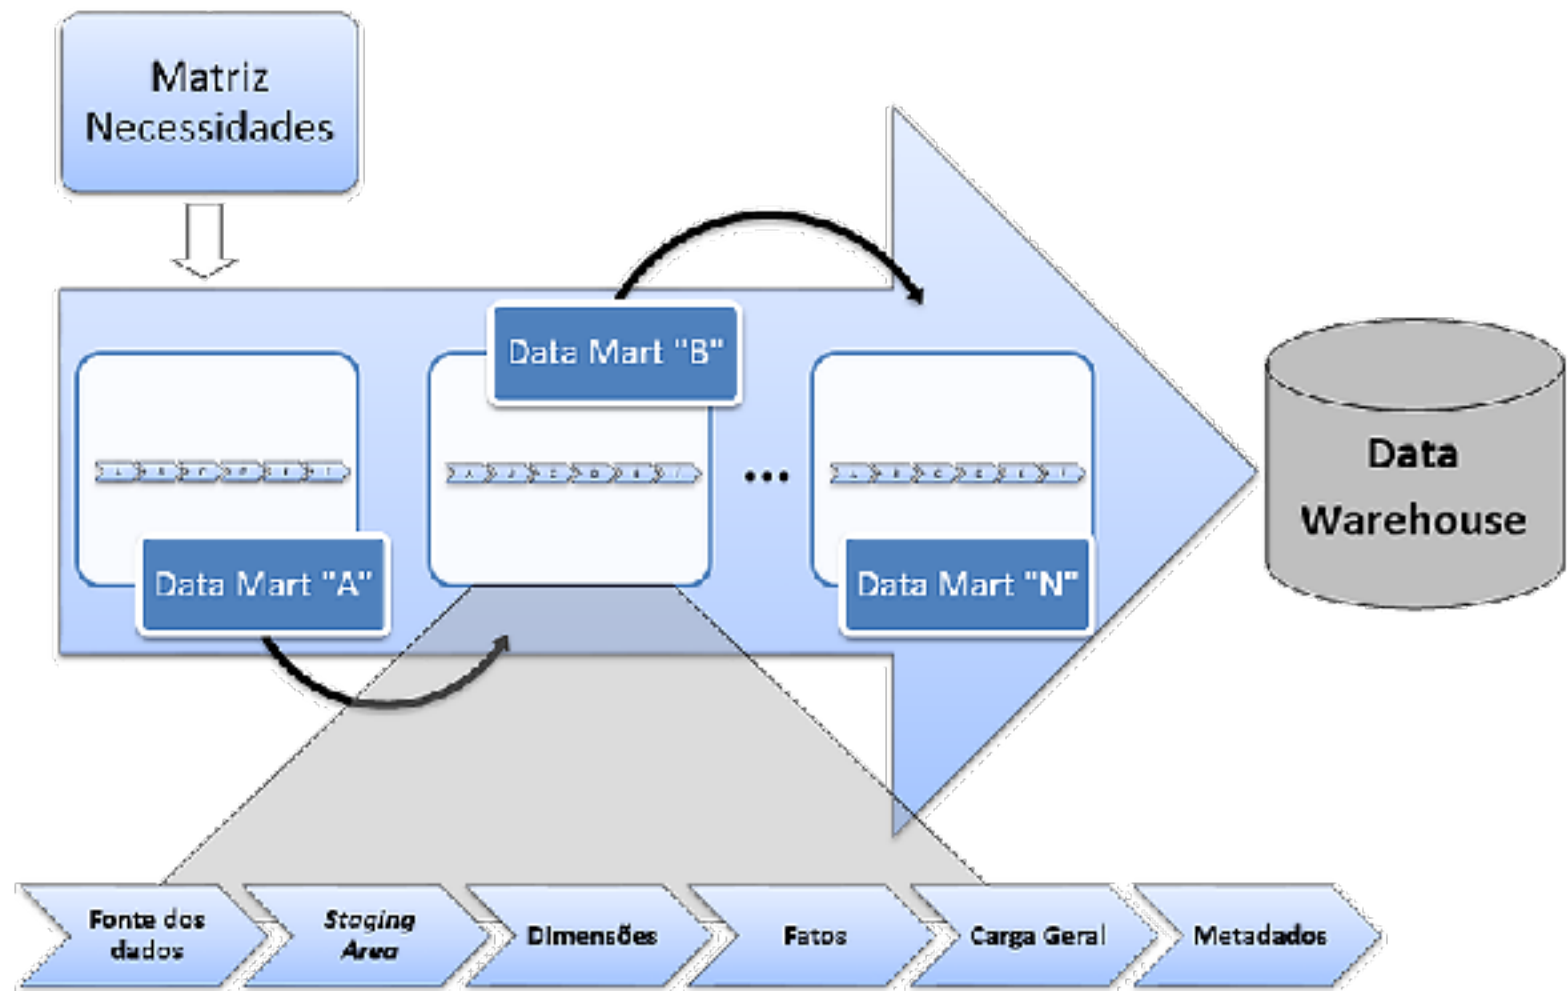 Matriz
Necessidades
Data Mart "B"
Data Mart "A"
Data Mart "N"
...
Data
Warehouse
Fonte dos
dados
Staging
Area
Dimensões
Fatos
Carga Geral
Metadados